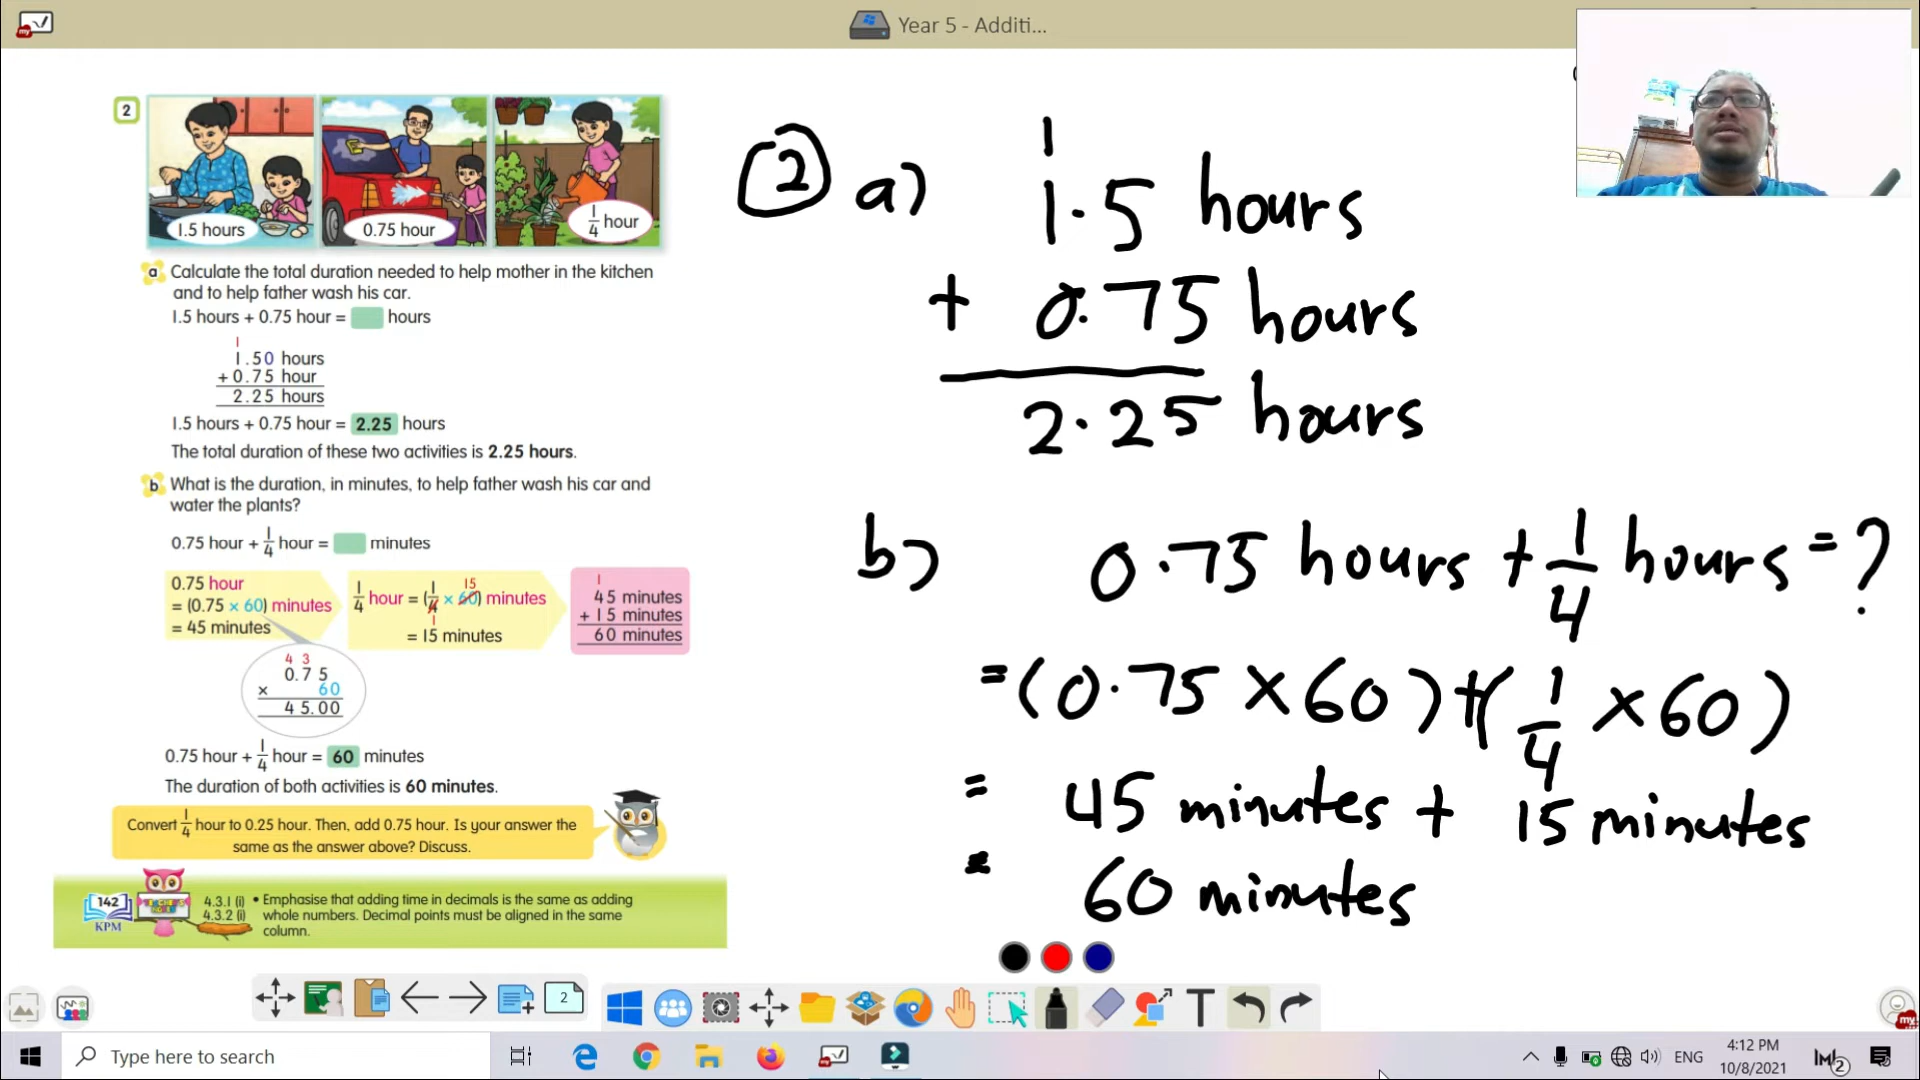 Year 5 - Additi...
2
1.5 hours
0.75 hour
1/4 hour
a Calculate the total duration needed to help mother in the kitchen
and to help father wash his car.
1.5 hours + 0.75 hour = hours
1
1.50 hours
+ 0.75 hour
2.25 hours
1.5 hours + 0.75 hour = 2.25 hours
The total duration of these two activities is 2.25 hours.
b What is the duration, in minutes, to help father wash his car and
water the plants?
0.75 hour + 1/4 hour = minutes
0.75 hour
= (0.75 × 60) minutes
= 45 minutes
4 3
0.75
× 60
45.00
15
1/4 hour = (1/4 × 60) minutes
1
= 15 minutes
1
45 minutes
+ 15 minutes
60 minutes
0.75 hour + 1/4 hour = 60 minutes
The duration of both activities is 60 minutes.
Convert 1/4 hour to 0.25 hour. Then, add 0.75 hour. Is your answer the
same as the answer above? Discuss.
142
KPM
4.3.1 (i)
4.3.2 (i)
• Emphasise that adding time in decimals is the same as adding
whole numbers. Decimal points must be aligned in the same
column.
2 a)
1
1.5 hours
+ 0.75 hours
2.25 hours
b) 0.75 hours + 1/4 hours = ?
= (0.75 × 60) + (1/4 × 60)
= 45 minutes + 15 minutes
= 60 minutes
2
T
my
Type here to search
ENG
4:12 PM
10/8/2021
2